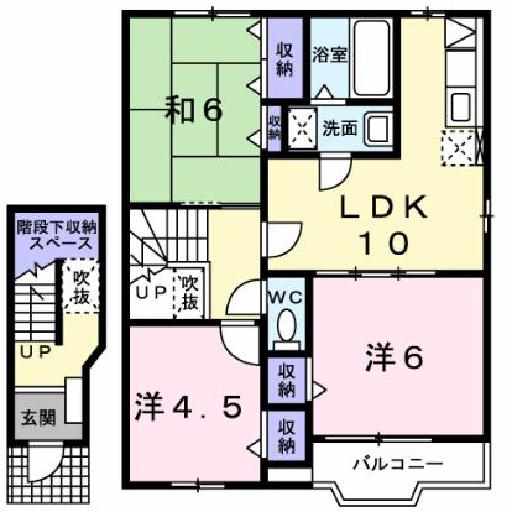 収納
浴室
和6
収納
洗面
LDK
10
階段下収納
スペース
吹抜
UP
玄関
UP
吹抜
WC
洋6
収納
洋4.5
収納
バルコニー